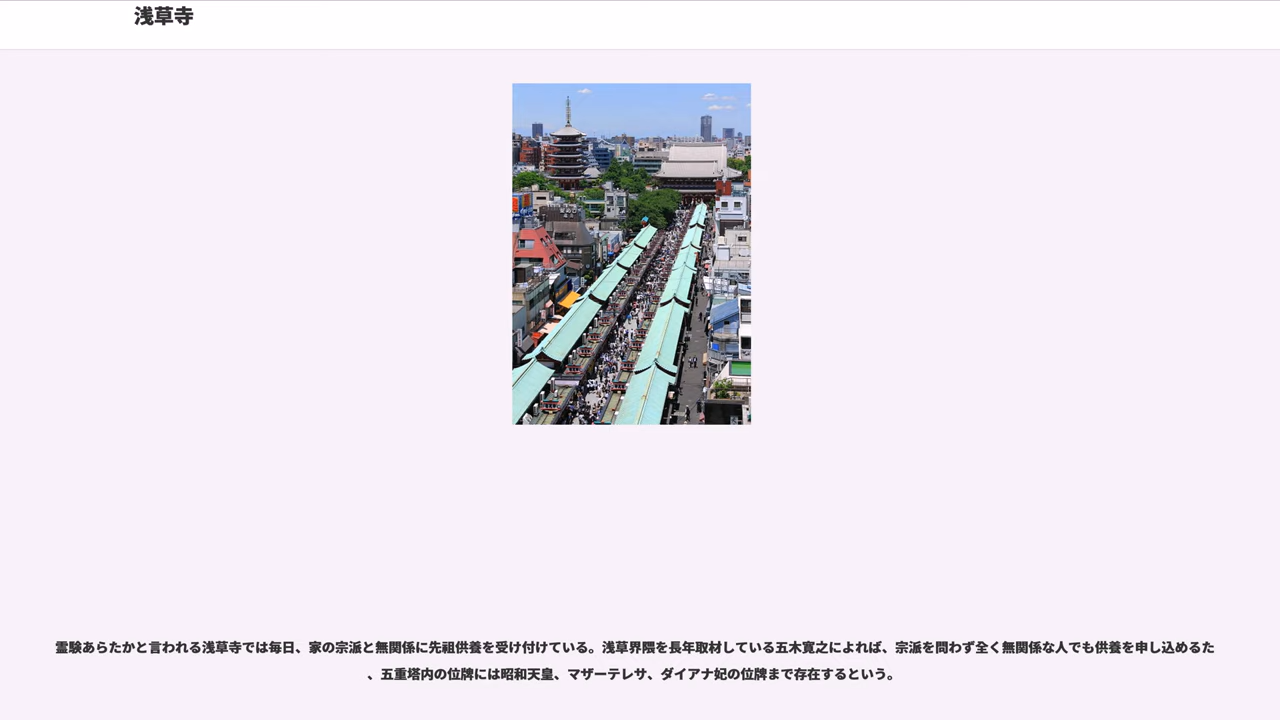 浅草寺
霊験あらたかと言われる浅草寺では毎日、家の宗派と無関係に先祖供養を受け付けている。浅草界隈を長年取材している五木寛之によれば、宗派を問わず全く無関係な人でも供養を申し込めるた
、五重塔内の位牌には昭和天皇、マザーテレサ、ダイアナ妃の位牌まで存在するという。